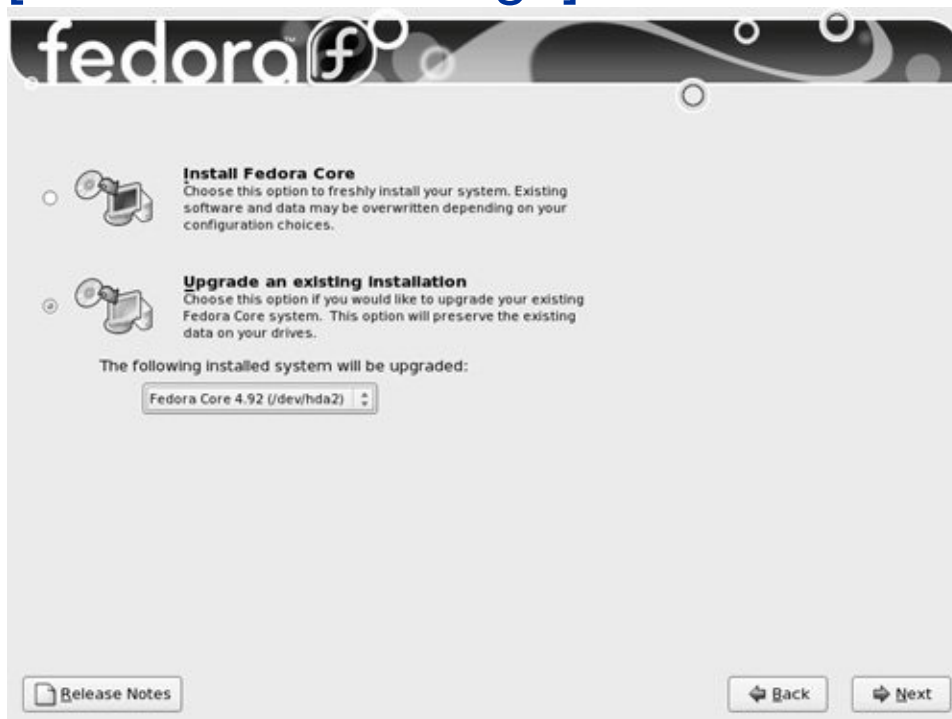 fedora
Install Fedora Core
Choose this option to freshly install your system. Existing
software and data may be overwritten depending on your
configuration choices.
Upgrade an existing installation
Choose this option if you would like to upgrade your existing
Fedora Core system. This option will preserve the existing
data on your drives.
The following installed system will be upgraded:
Fedora Core 4.92 (/dev/hda2)
Release Notes
Back
Next